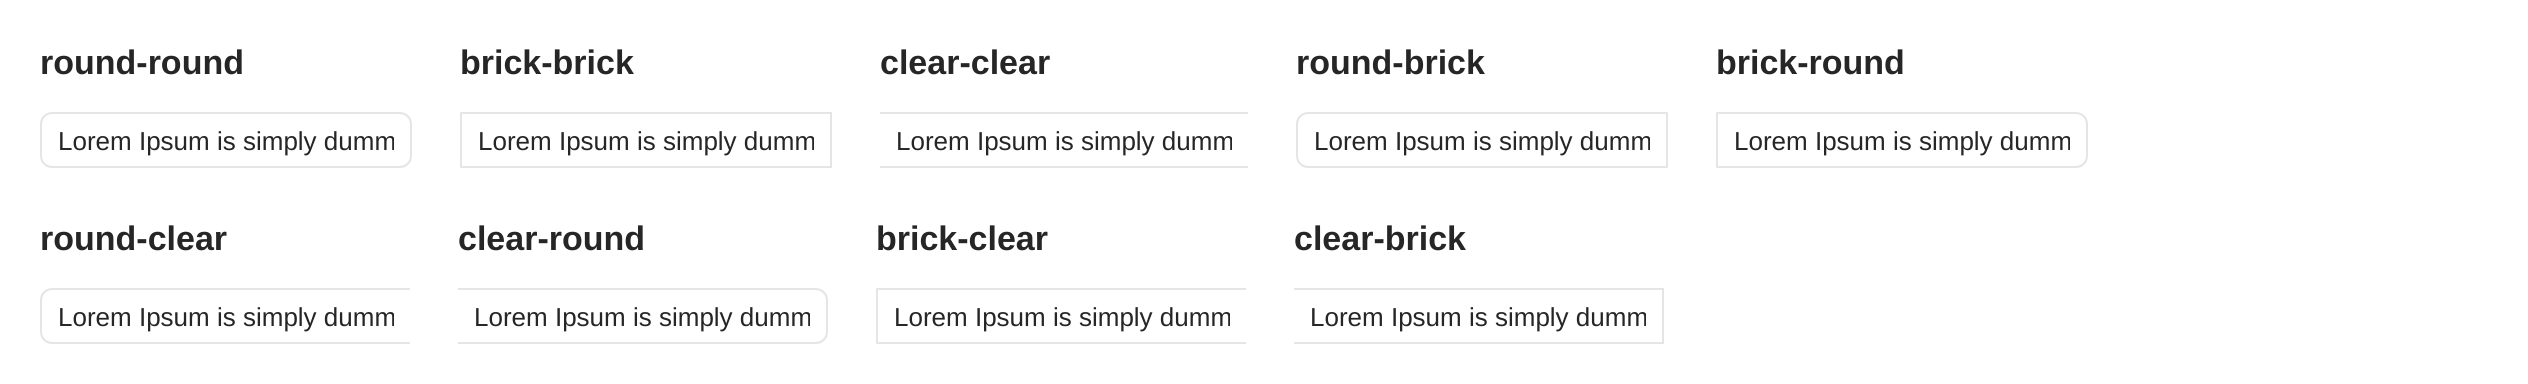 round-round brick-brick clear-clear round-brick brick-round
Lorem Ipsum is simply dumm Lorem Ipsum is simply dumm Lorem Ipsum is simply dumm Lorem Ipsum is simply dumm Lorem Ipsum is simply dumm
round-clear clear-round brick-clear clear-brick
Lorem Ipsum is simply dumm Lorem Ipsum is simply dumm Lorem Ipsum is simply dumm Lorem Ipsum is simply dumm